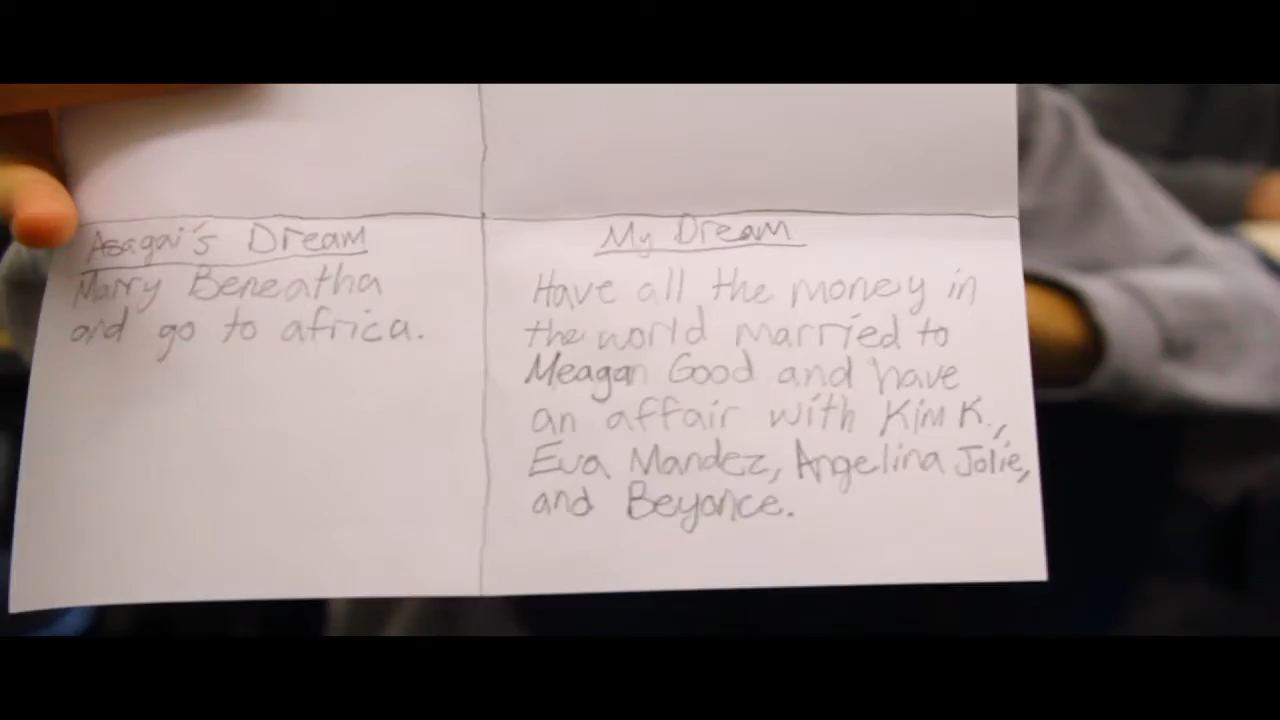 Asagai's Dream
Marry Beneatha
and go to africa.
My Dream
Have all the money in
the world married to
Meagan Good and have
an affair with Kim K.,
Eva Mandez, Angelina Jolie,
and Beyonce.